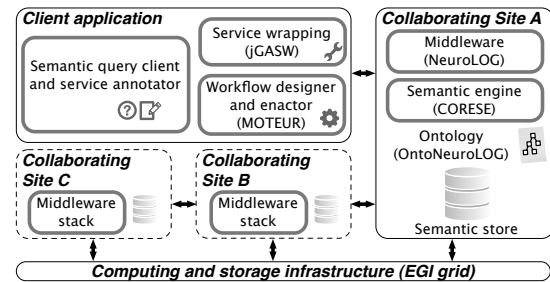 Client application
Semantic query client
and service annotator
Service wrapping
(jGASW)
Workflow designer
and enactor
(MOTEUR)
Collaborating Site A
Middleware
(NeuroLOG)
Semantic engine
(CORESE)
Ontology
(OntoNeuroLOG)
Semantic store
Collaborating
Site C
Middleware
stack
Collaborating
Site B
Middleware
stack
Computing and storage infrastructure (EGI grid)